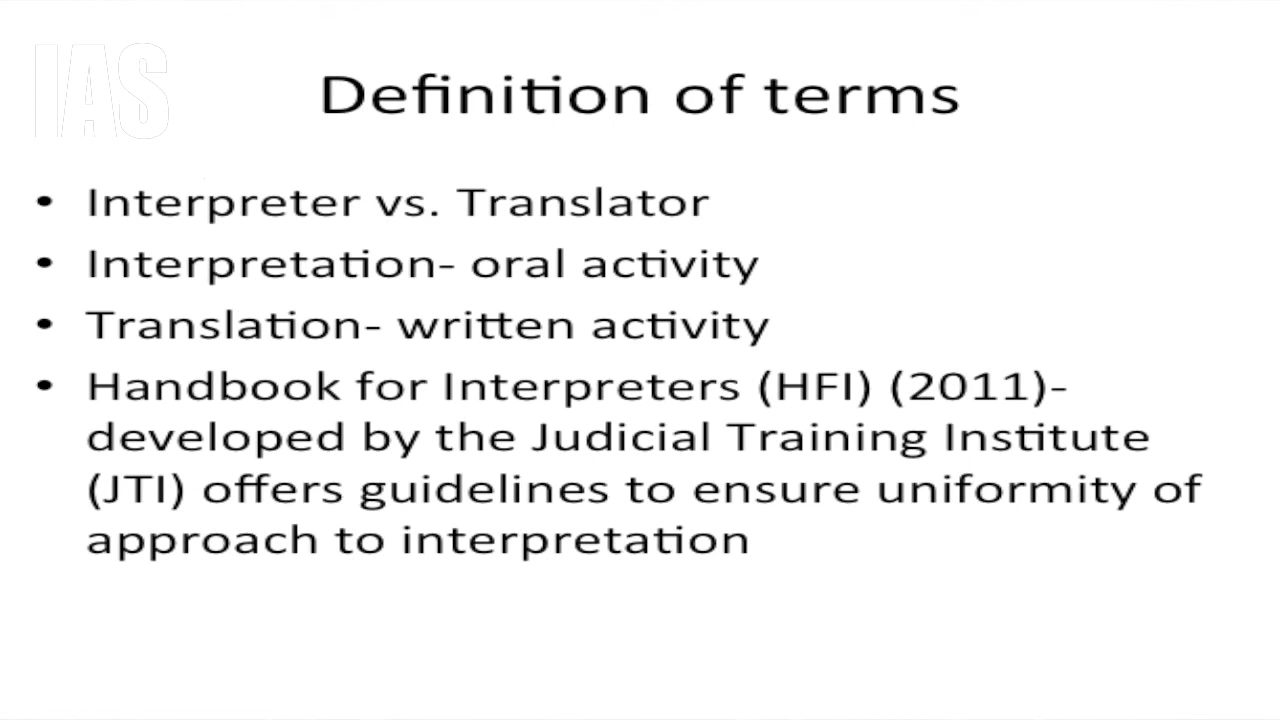 IAS
Definition of terms
• Interpreter vs. Translator
• Interpretation- oral activity
• Translation- written activity
• Handbook for Interpreters (HFI) (2011)-
developed by the Judicial Training Institute
(JTI) offers guidelines to ensure uniformity of
approach to interpretation